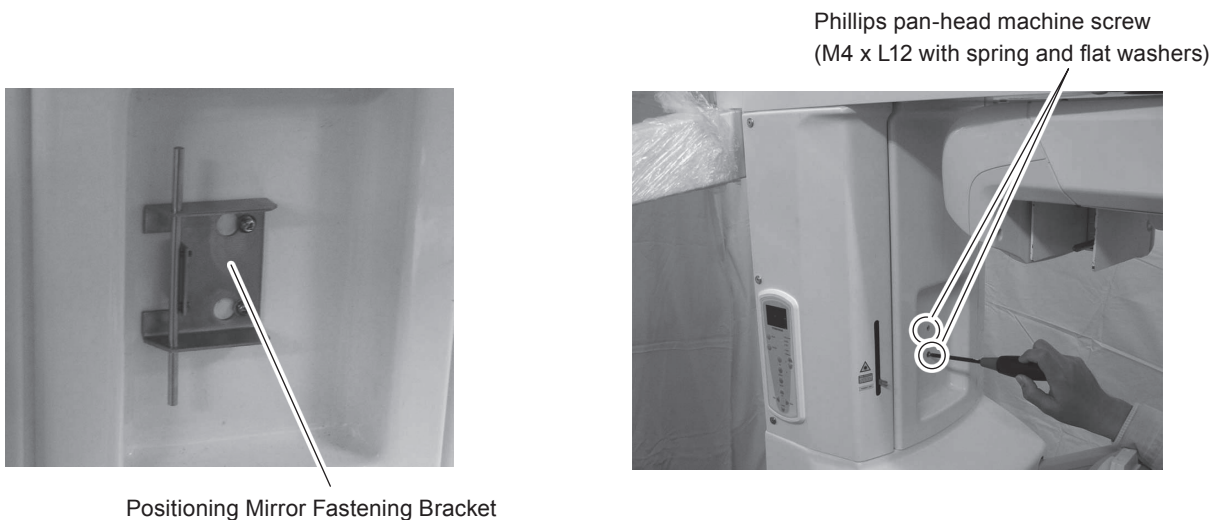 Phillips pan-head machine screw
(M4 x L12 with spring and flat washers)
Positioning Mirror Fastening Bracket